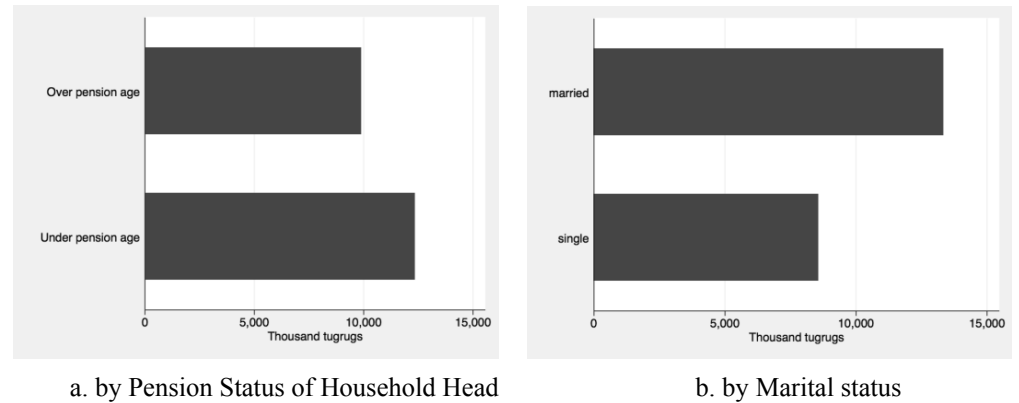 Over pension age
Under pension age
0 5,000 10,000 15,000
Thousand tugrugs
a. by Pension Status of Household Head
married
single
0 5,000 10,000 15,000
Thousand tugrugs
b. by Marital status